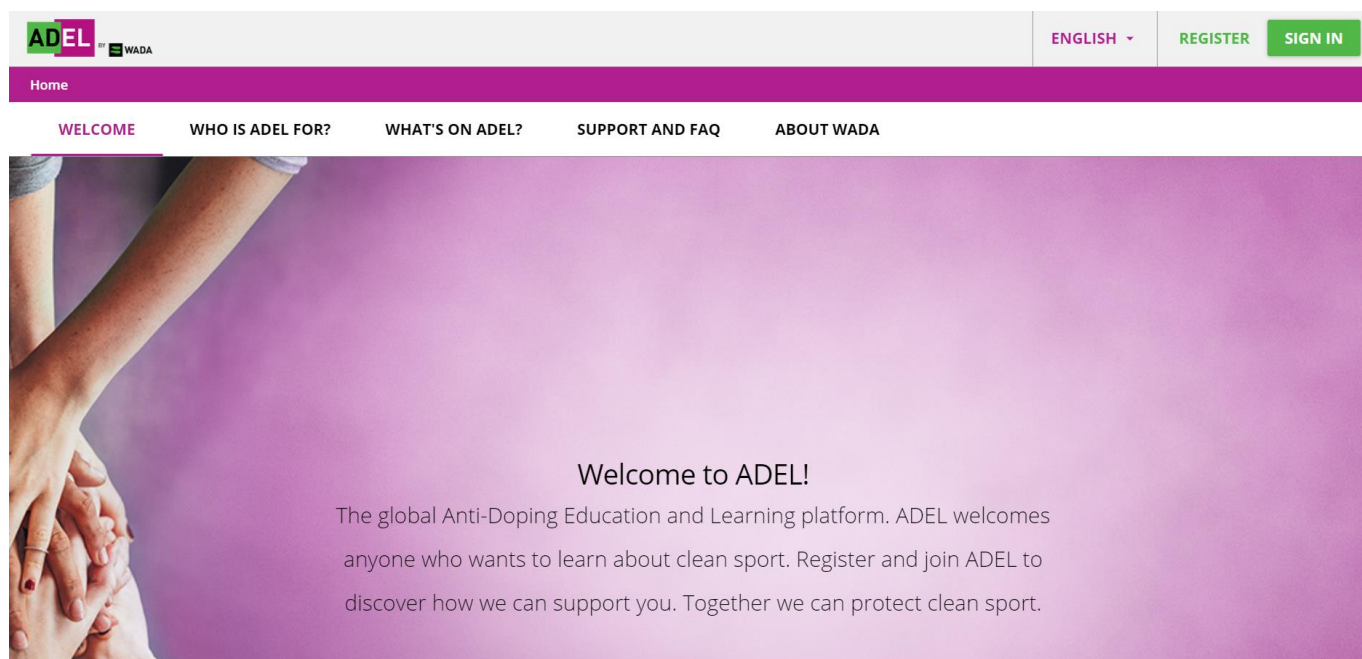 ADEL BY WADA
ENGLISH
REGISTER
SIGN IN
Home
WELCOME
WHO IS ADEL FOR?
WHAT'S ON ADEL?
SUPPORT AND FAQ
ABOUT WADA
Welcome to ADEL!
The global Anti-Doping Education and Learning platform. ADEL welcomes
anyone who wants to learn about clean sport. Register and join ADEL to
discover how we can support you. Together we can protect clean sport.